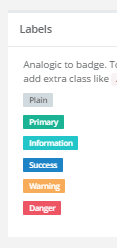 Labels
Analogic to badge. To
add extra class like
Plain
Primary
Information
Success
Warning
Danger